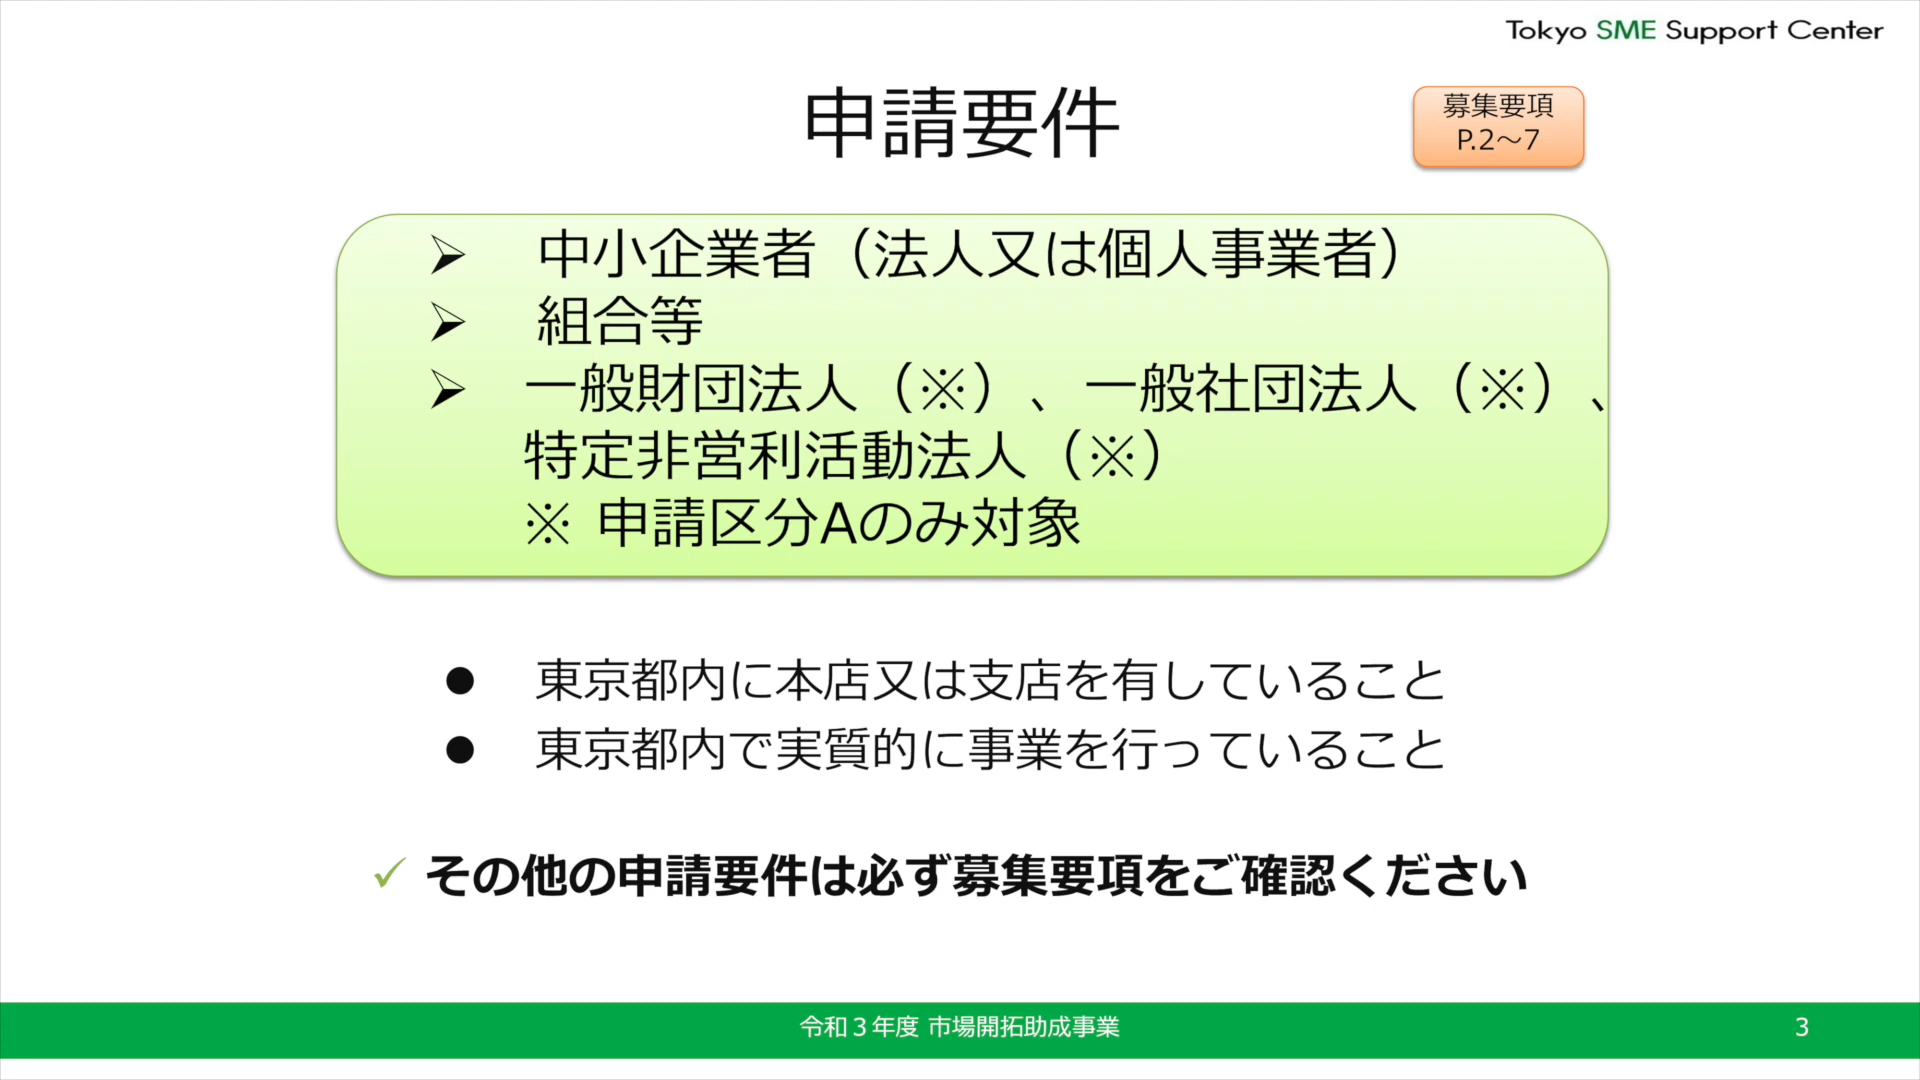 Tokyo SME Support Center
申請要件
募集要項
P.2～7
➢ 中小企業者（法人又は個人事業者）
➢ 組合等
➢ 一般財団法人（※）、一般社団法人（※）、
特定非営利活動法人（※）
※ 申請区分Aのみ対象
● 東京都内に本店又は支店を有していること
● 東京都内で実質的に事業を行っていること
✓ その他の申請要件は必ず募集要項をご確認ください
令和３年度 市場開拓助成事業
3